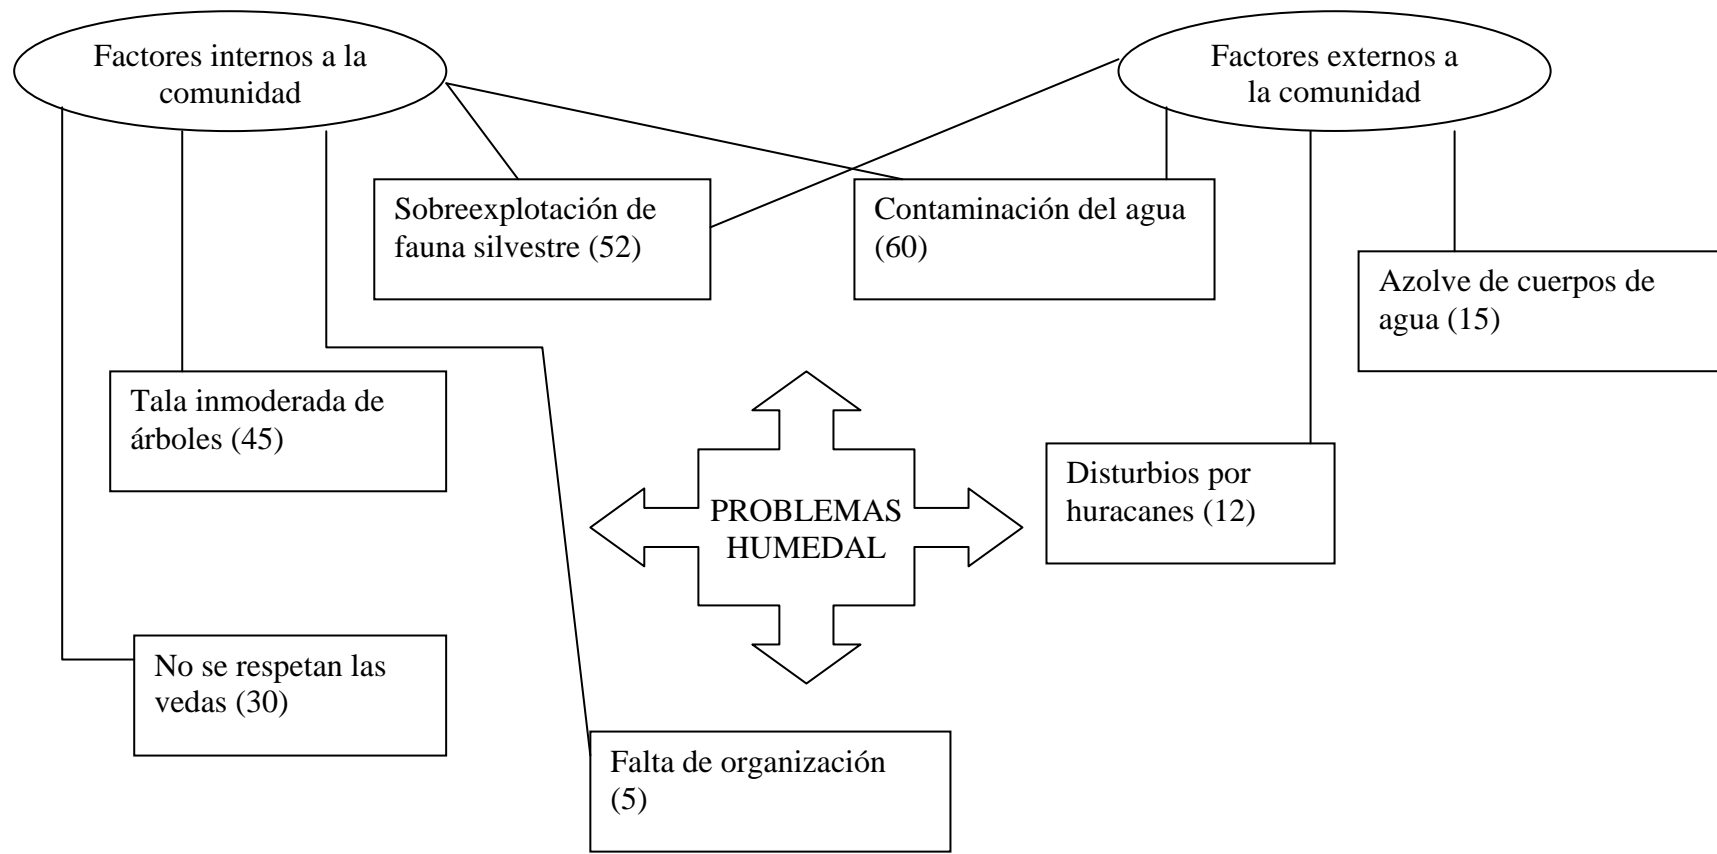 Factores internos a la
comunidad
Factores externos a
la comunidad
Sobreexplotación de
fauna silvestre (52)
Contaminación del agua
(60)
Azolve de cuerpos de
agua (15)
Tala inmoderada de
árboles (45)
Disturbios por
huracanes (12)
PROBLEMAS
HUMEDAL
No se respetan las
vedas (30)
Falta de organización
(5)